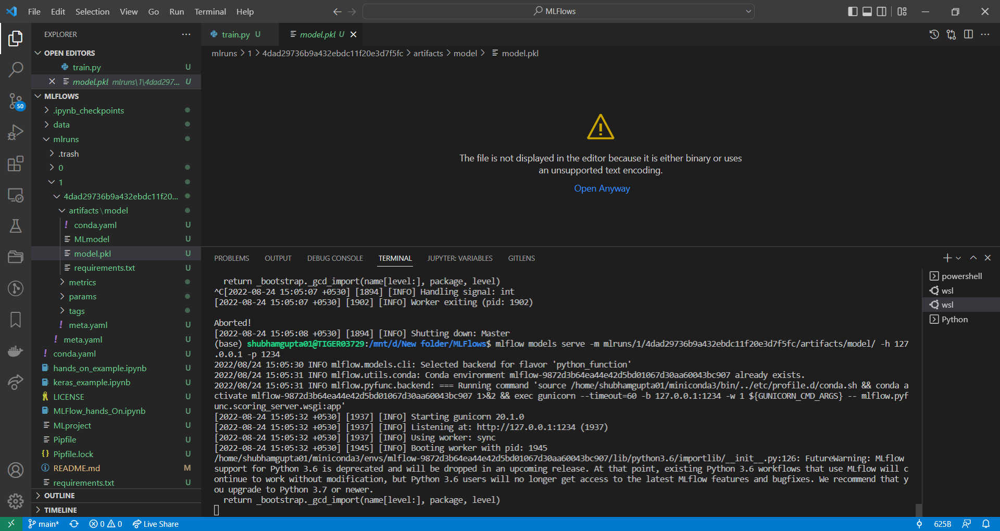 File Edit Selection View Go Run Terminal Help
MLFlows
EXPLORER
OPEN EDITORS
train.py U
model.pkl mlruns\1\4dad297... U
MLFLOWS
.ipynb_checkpoints
data
mlruns
.trash
0
1
4dad29736b9a432ebdc11f20...
artifacts\model
conda.yaml U
MLmodel U
model.pkl U
requirements.txt U
metrics
params
tags
meta.yaml U
meta.yaml U
conda.yaml U
hands_on_example.ipynb U
keras_example.ipynb U
LICENSE U
MLFlow_hands_On.ipynb U
MLproject U
Pipfile U
Pipfile.lock U
README.md M
requirements.txt U
OUTLINE
TIMELINE
50
train.py U
model.pkl U
mlruns > 1 > 4dad29736b9a432ebdc11f20e3d7f5fc > artifacts > model > model.pkl
The file is not displayed in the editor because it is either binary or uses
an unsupported text encoding.
Open Anyway
PROBLEMS OUTPUT DEBUG CONSOLE TERMINAL JUPYTER: VARIABLES GITLENS
return _bootstrap._gcd_import(name[level:], package, level)
^C[2022-08-24 15:05:07 +0530] [1894] [INFO] Handling signal: int
[2022-08-24 15:05:07 +0530] [1902] [INFO] Worker exiting (pid: 1902)
Aborted!
[2022-08-24 15:05:08 +0530] [1894] [INFO] Shutting down: Master
(base) shubhamgupta01@TIGER03729:/mnt/d/New folder/MLFlows$ mlflow models serve -m mlruns/1/4dad29736b9a432ebdc11f20e3d7f5fc/artifacts/model/ -h 127
.0.0.1 -p 1234
2022/08/24 15:05:30 INFO mlflow.models.cli: Selected backend for flavor 'python_function'
2022/08/24 15:05:31 INFO mlflow.utils.conda: Conda environment mlflow-9872d3b64ea44e42d5bd01067d30aa60043bc907 already exists.
2022/08/24 15:05:31 INFO mlflow.pyfunc.backend: === Running command 'source /home/shubhamgupta01/miniconda3/bin/../etc/profile.d/conda.sh && conda a
ctivate mlflow-9872d3b64ea44e42d5bd01067d30aa60043bc907 1>&2 && exec gunicorn --timeout=60 -b 127.0.0.1:1234 -w 1 ${GUNICORN_CMD_ARGS} -- mlflow.pyf
unc.scoring_server.wsgi:app'
[2022-08-24 15:05:32 +0530] [1937] [INFO] Starting gunicorn 20.1.0
[2022-08-24 15:05:32 +0530] [1937] [INFO] Listening at: http://127.0.0.1:1234 (1937)
[2022-08-24 15:05:32 +0530] [1937] [INFO] Using worker: sync
[2022-08-24 15:05:32 +0530] [1945] [INFO] Booting worker with pid: 1945
/home/shubhamgupta01/miniconda3/envs/mlflow-9872d3b64ea44e42d5bd01067d30aa60043bc907/lib/python3.6/importlib/__init__.py:126: FutureWarning: MLflow
support for Python 3.6 is deprecated and will be dropped in an upcoming release. At that point, existing Python 3.6 workflows that use MLflow will c
ontinue to work without modification, but Python 3.6 users will no longer get access to the latest MLflow features and bugfixes. We recommend that y
ou upgrade to Python 3.7 or newer.
return _bootstrap._gcd_import(name[level:], package, level)
powershell
wsl
wsl
Python
main* 0 0 Live Share 625B